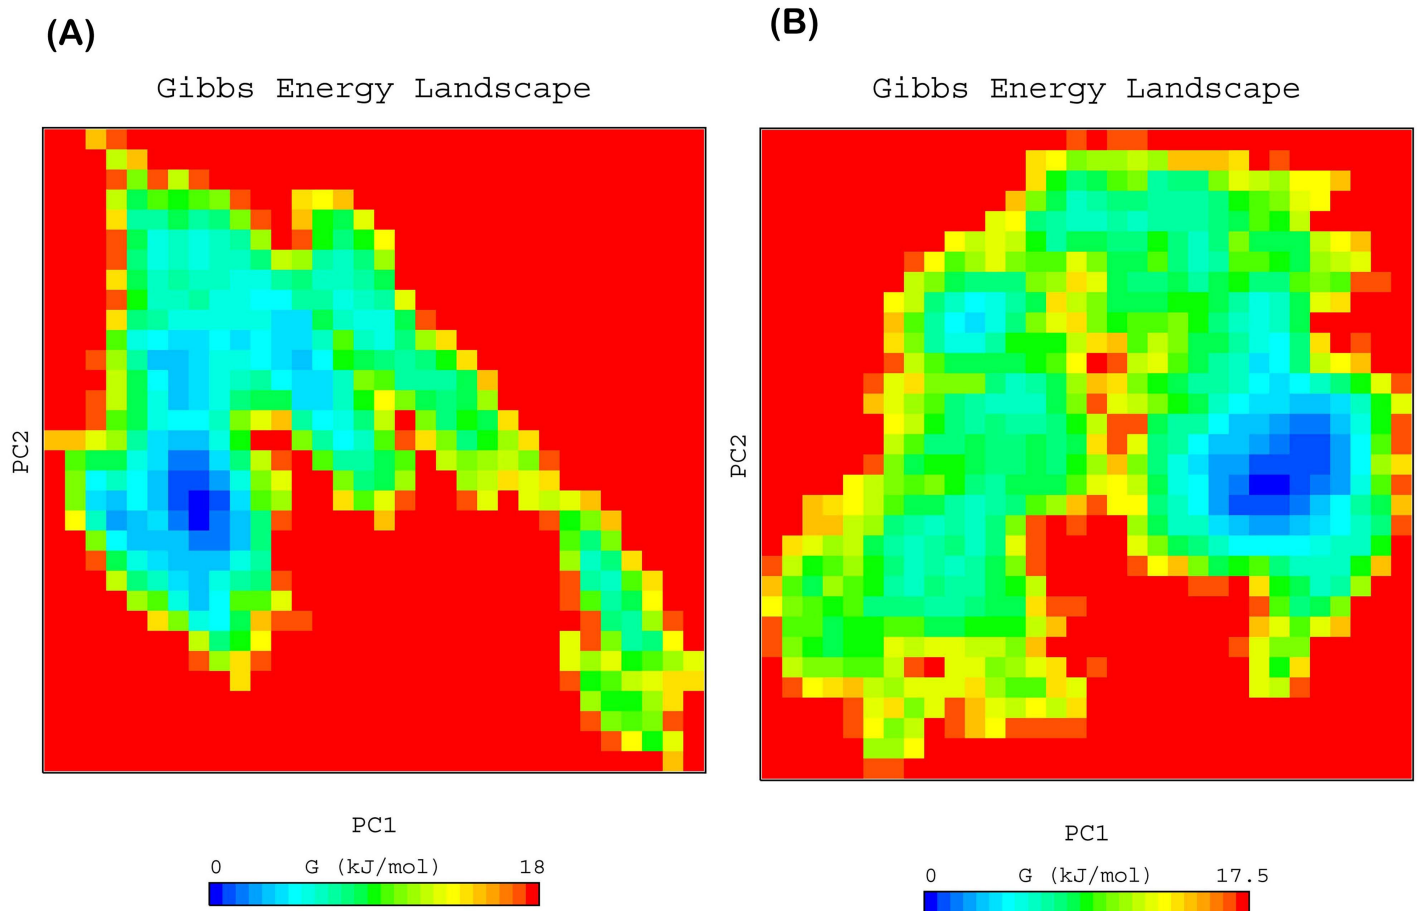 (A)
Gibbs Energy Landscape
PC2
PC1
0 G (kJ/mol) 18
(B)
Gibbs Energy Landscape
PC2
PC1
0 G (kJ/mol) 17.5